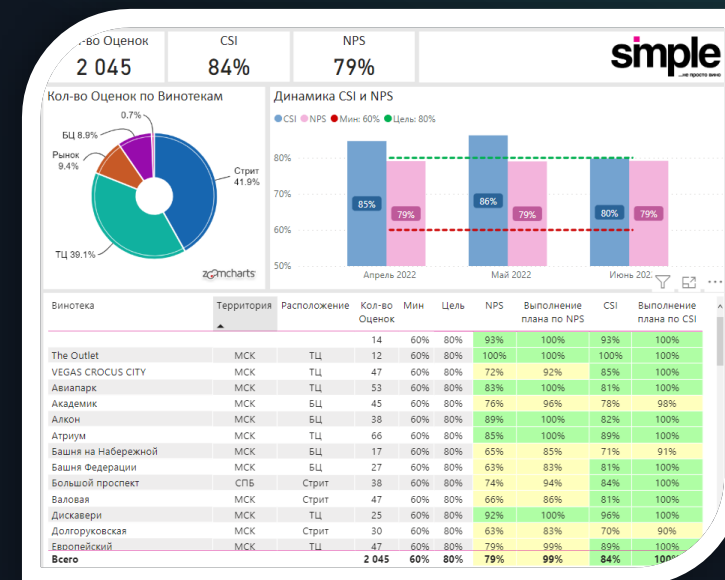 -во Оценок CSI NPS
2 045 84% 79%
simple
...не просто вино
Кол-во Оценок по Винотекам
0.7%
БЦ 8.9%
Рынок
9.4%
Стрит
41.9%
ТЦ 39.1%
zoomcharts
Динамика CSI и NPS
CSI NPS Мин: 60% Цель: 80%
80%
70%
60%
50%
85% 79% 86% 79% 80% 79%
Апрель 2022 Май 2022 Июнь 202
Винотека Территория Расположение Кол-во Оценок Мин Цель NPS Выполнение плана по NPS CSI Выполнение плана по CSI
14 60% 80% 93% 100% 93% 100%
The Outlet МСК ТЦ 12 60% 80% 100% 100% 100% 100%
VEGAS CROCUS CITY МСК ТЦ 47 60% 80% 72% 92% 85% 100%
Авиапарк МСК ТЦ 53 60% 80% 83% 100% 81% 100%
Академик МСК БЦ 45 60% 80% 76% 96% 78% 98%
Алкон МСК БЦ 38 60% 80% 89% 100% 82% 100%
Атриум МСК ТЦ 66 60% 80% 85% 100% 89% 100%
Башня на Набережной МСК БЦ 17 60% 80% 65% 85% 71% 91%
Башня Федерации МСК БЦ 27 60% 80% 63% 83% 81% 100%
Большой проспект СПБ Стрит 38 60% 80% 74% 94% 84% 100%
Валовая МСК Стрит 47 60% 80% 66% 86% 81% 100%
Дискавери МСК ТЦ 25 60% 80% 92% 100% 96% 100%
Долгоруковская МСК Стрит 30 60% 80% 63% 83% 70% 90%
Европейский МСК ТЦ 47 60% 80% 79% 99% 89% 100%
Всего 2 045 60% 80% 79% 99% 84% 100%